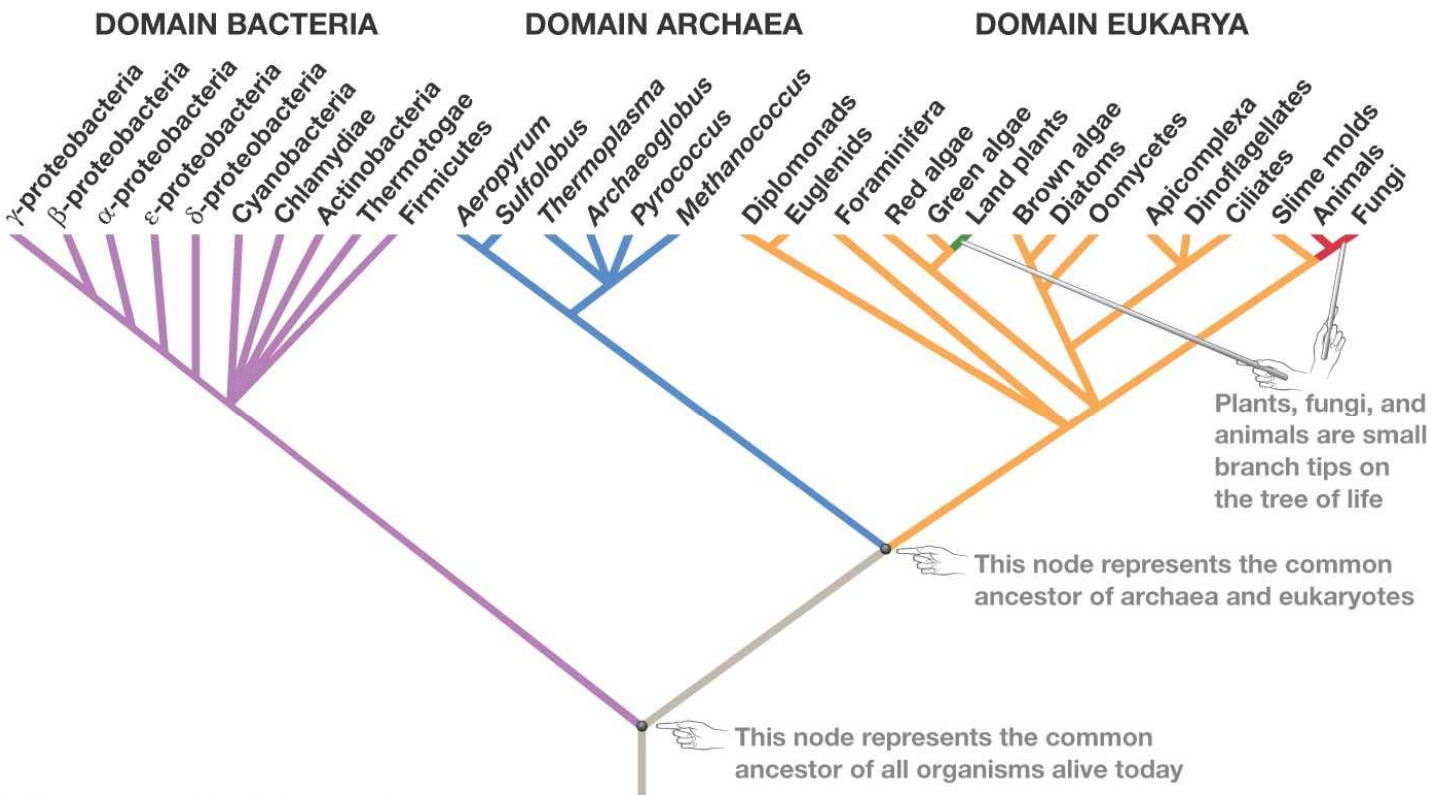 DOMAIN BACTERIA
DOMAIN ARCHAEA
DOMAIN EUKARYA
γ-proteobacteria
β-proteobacteria
α-proteobacteria
ε-proteobacteria
δ-proteobacteria
Cyanobacteria
Chlamydiae
Actinobacteria
Thermotogae
Firmicutes
Aeropyrum
Sulfolobus
Thermoplasma
Archaeoglobus
Pyrococcus
Methanococcus
Diplomonads
Euglenids
Foraminifera
Red algae
Green algae
Land plants
Brown algae
Diatoms
Oomycetes
Apicomplexa
Dinoflagellates
Ciliates
Slime molds
Animals
Fungi
Plants, fungi, and
animals are small
branch tips on
the tree of life
This node represents the common
ancestor of archaea and eukaryotes
This node represents the common
ancestor of all organisms alive today